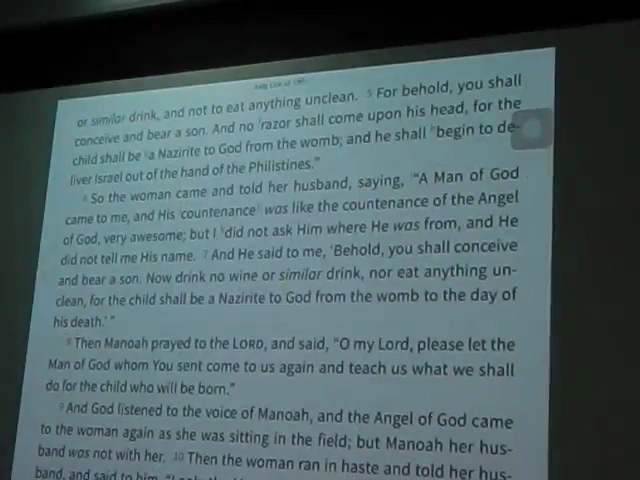 or similar drink, and not to eat anything unclean. 5 For behold, you shall
conceive and bear a son. And no razor shall come upon his head, for the
child shall be a Nazirite to God from the womb; and he shall begin to de-
liver Israel out of the hand of the Philistines.”
6 So the woman came and told her husband, saying, “A Man of God
came to me, and His countenance was like the countenance of the Angel
of God, very awesome; but I did not ask Him where He was from, and He
did not tell me His name. 7 And He said to me, ‘Behold, you shall conceive
and bear a son. Now drink no wine or similar drink, nor eat anything un-
clean, for the child shall be a Nazirite to God from the womb to the day of
his death.’ ”
8 Then Manoah prayed to the LORD, and said, “O my Lord, please let the
Man of God whom You sent come to us again and teach us what we shall
do for the child who will be born.”
9 And God listened to the voice of Manoah, and the Angel of God came
to the woman again as she was sitting in the field; but Manoah her hus-
band was not with her. 10 Then the woman ran in haste and told her hus-
band, and said to him, “Look, the